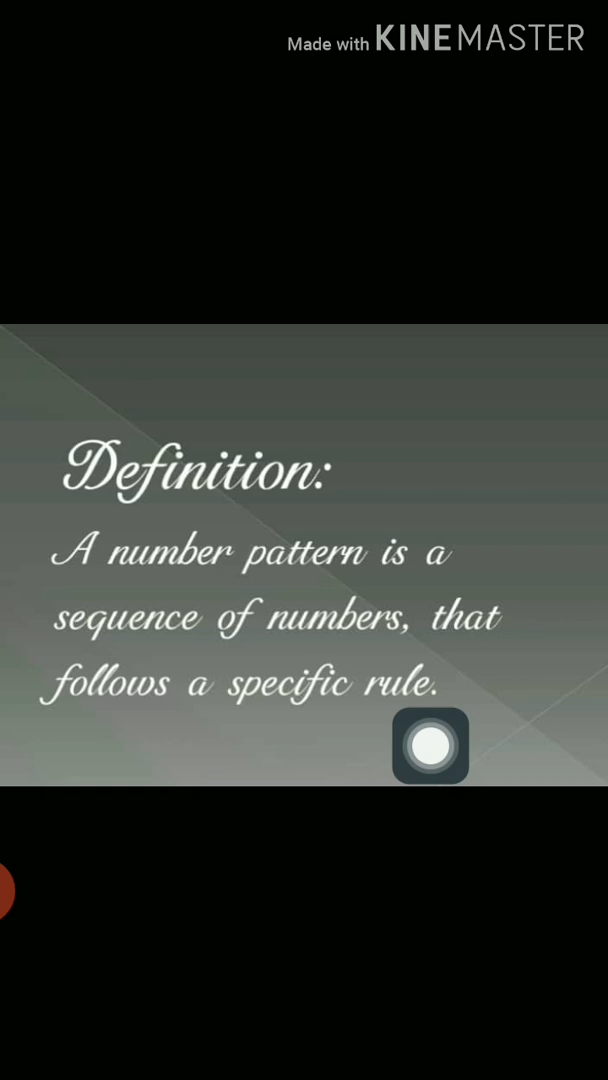 Made with KINEMASTER
Definition:
A number pattern is a
sequence of numbers, that
follows a specific rule.